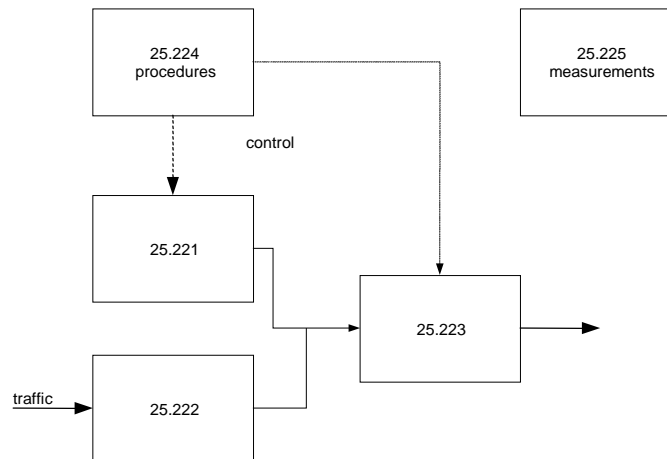 25.224
procedures
25.225
measurements
control
25.221
25.223
traffic
25.222